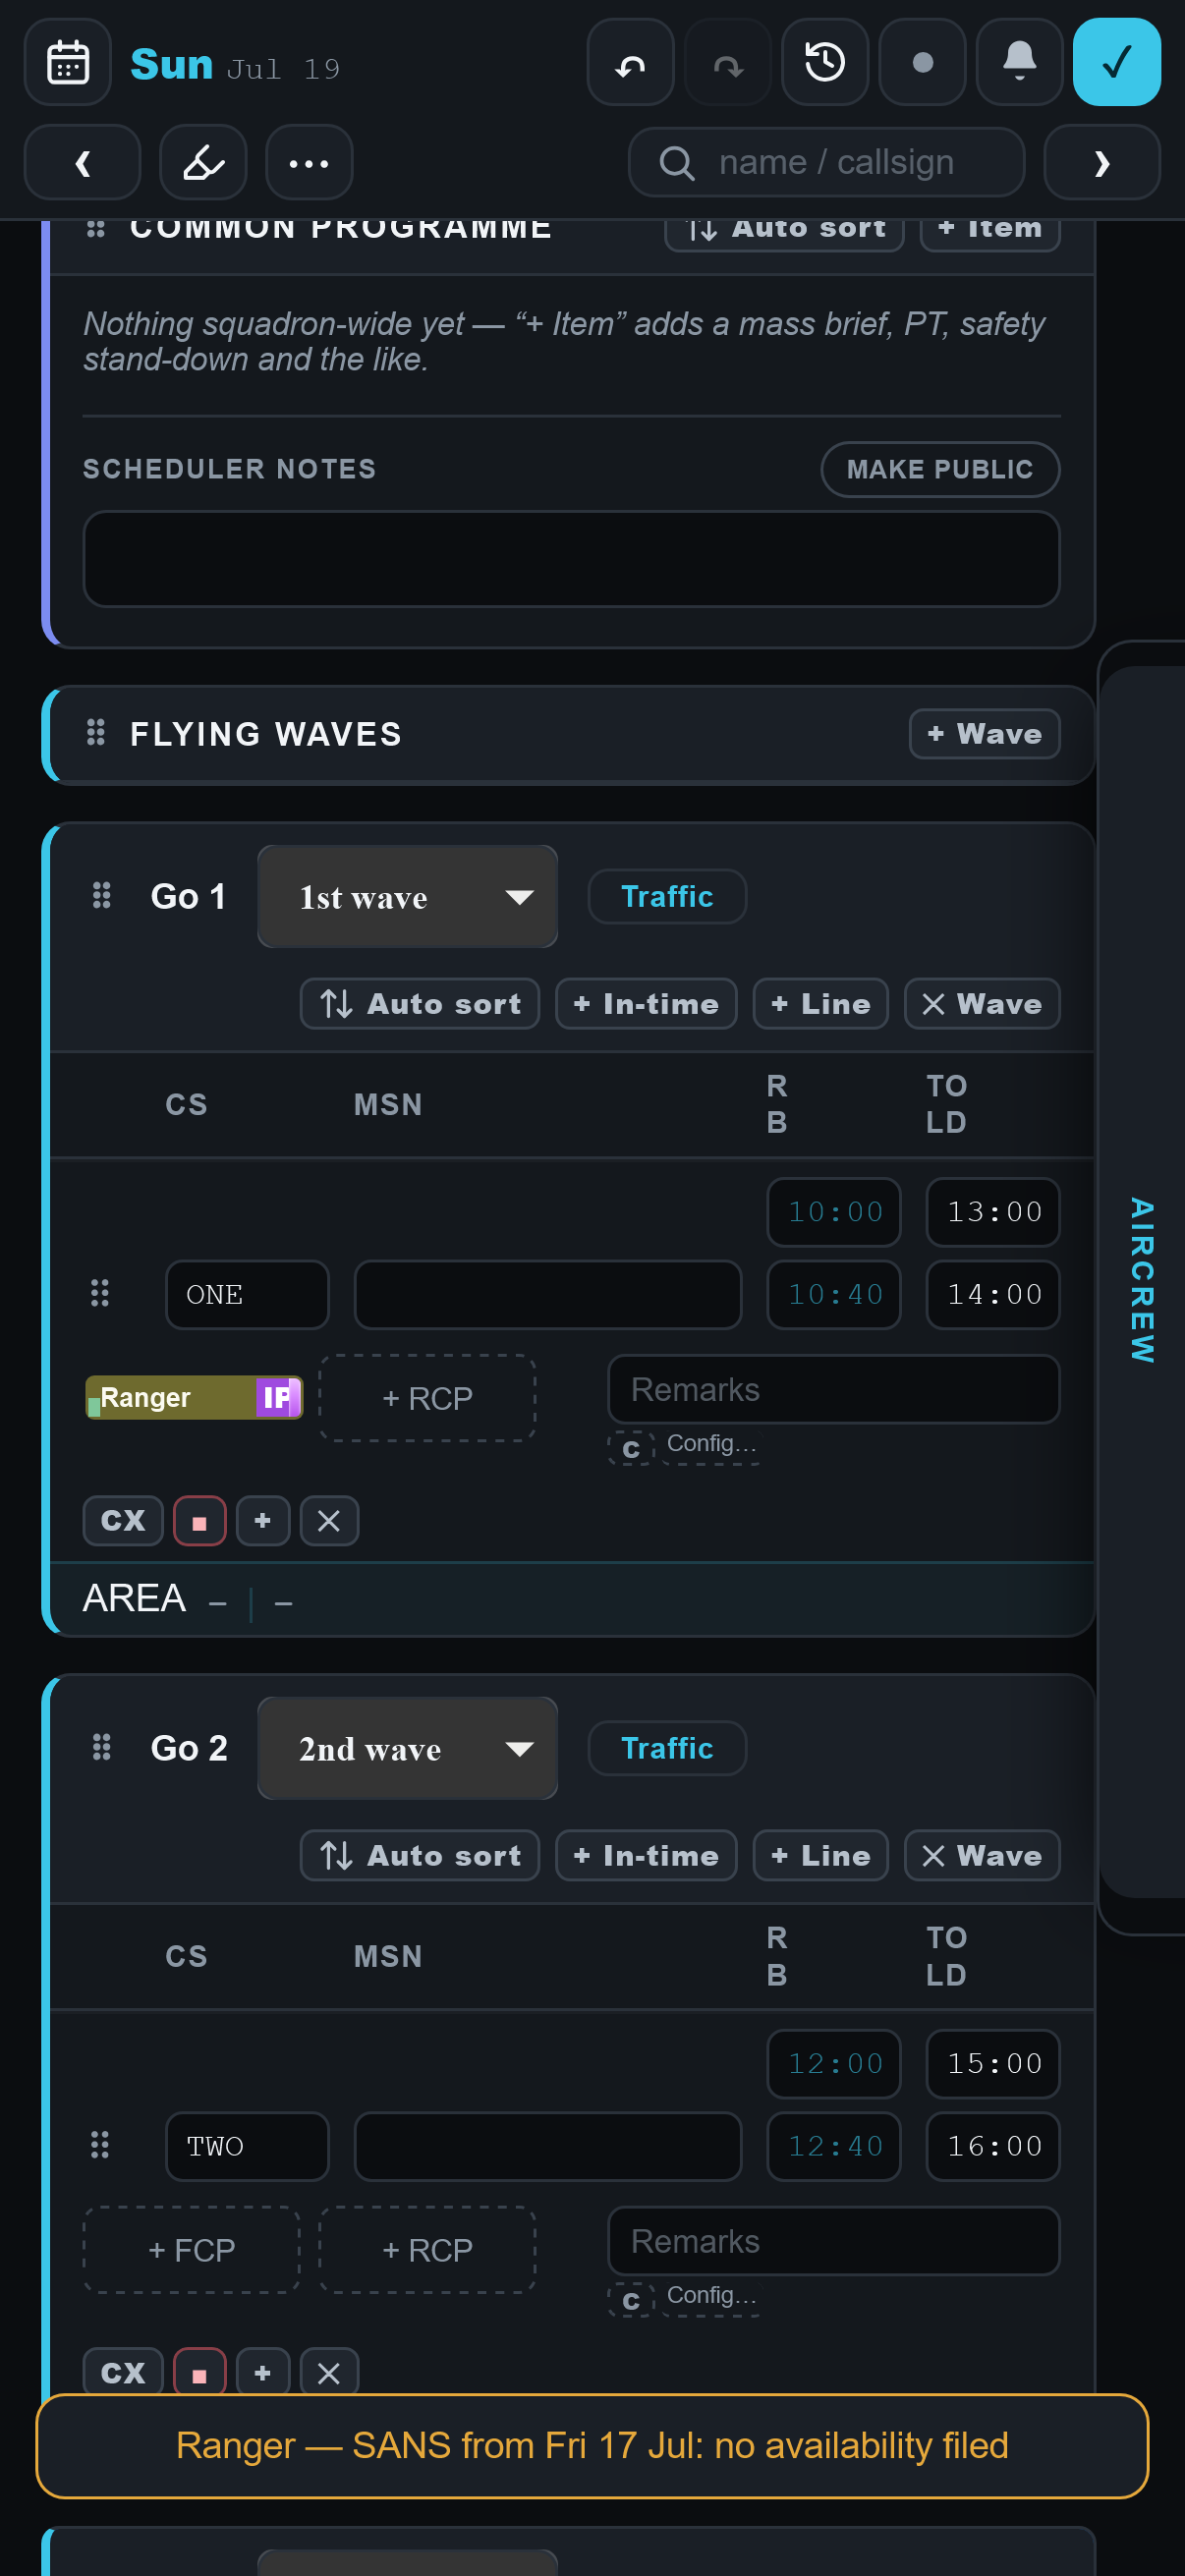 Sun Jul 19
name / callsign
COMMON PROGRAMME
Auto sort
+ Item
Nothing squadron-wide yet — “+ Item” adds a mass brief, PT, safety
stand-down and the like.
SCHEDULER NOTES
MAKE PUBLIC
FLYING WAVES
+ Wave
Go 1
1st wave
Traffic
Auto sort
+ In-time
+ Line
× Wave
CS
MSN
R
B
TO
LD
10:00
13:00
ONE
10:40
14:00
Ranger
IP
+ RCP
Remarks
C
Config...
CX
+
×
AREA – | –
AIRCREW
Go 2
2nd wave
Traffic
Auto sort
+ In-time
+ Line
× Wave
CS
MSN
R
B
TO
LD
12:00
15:00
TWO
12:40
16:00
+ FCP
+ RCP
Remarks
C
Config...
CX
+
×
Ranger — SANS from Fri 17 Jul: no availability filed